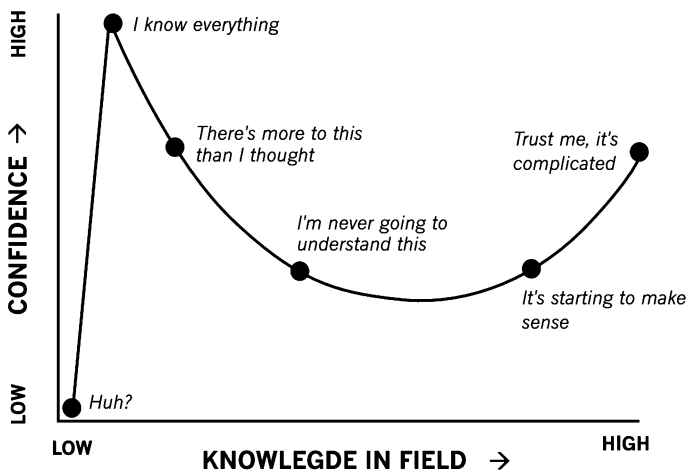 HIGH
I know everything
There's more to this
than I thought
Trust me, it's
complicated
CONFIDENCE →
I'm never going to
understand this
It's starting to make
sense
LOW
Huh?
LOW
HIGH
KNOWLEGDE IN FIELD →